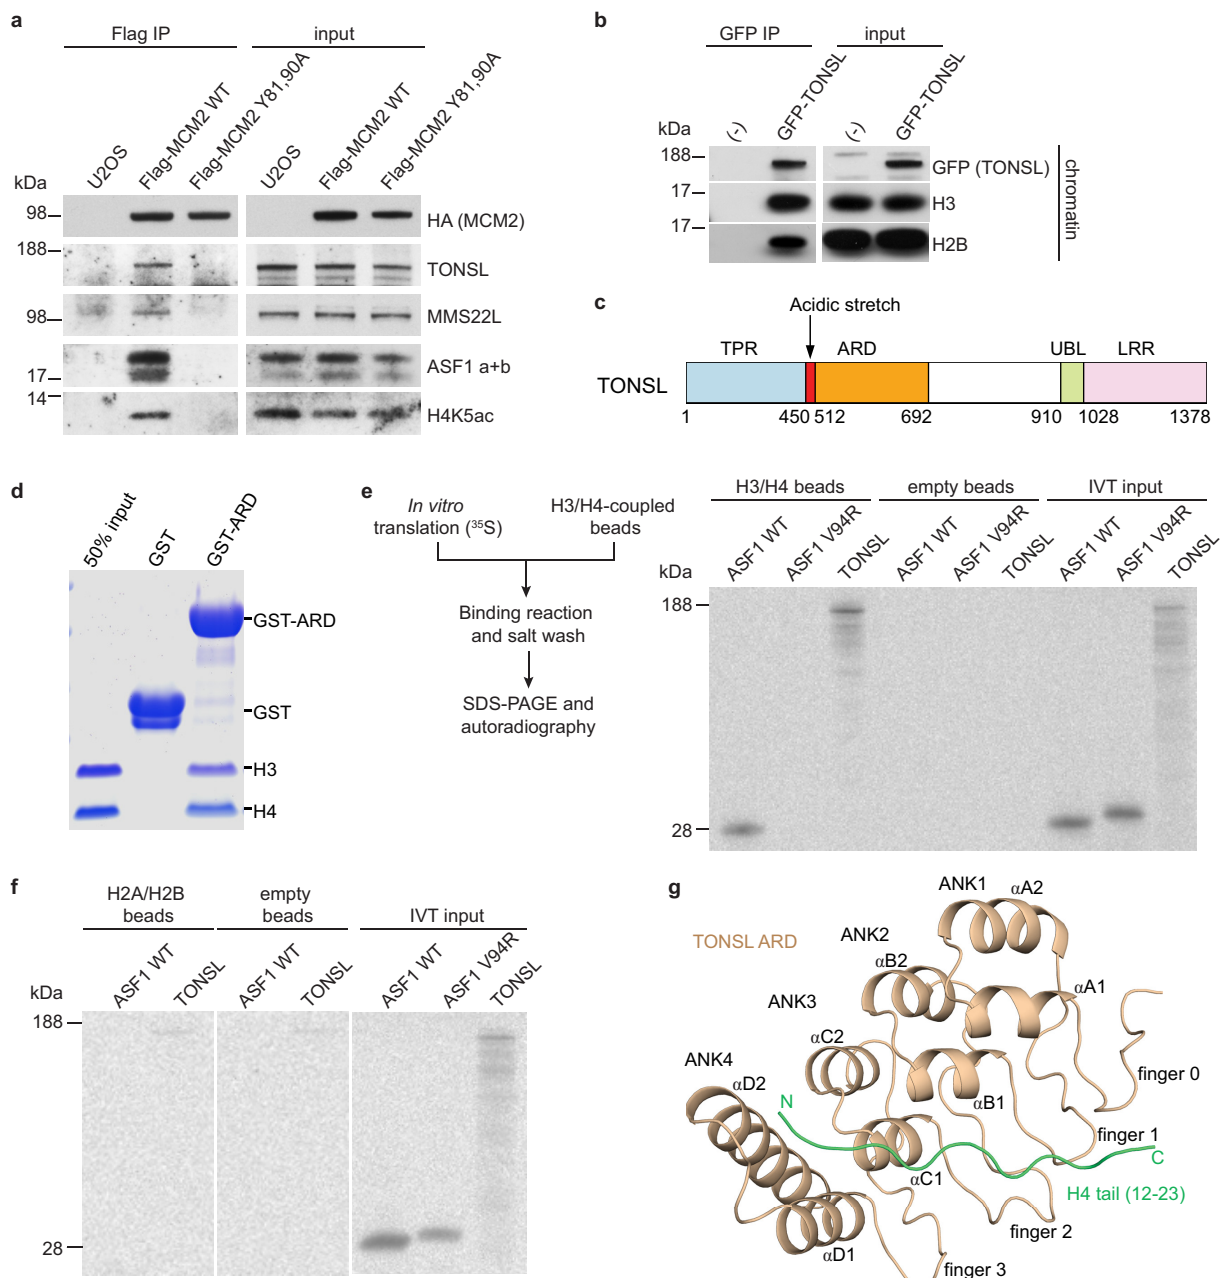 a
Flag IP
input
U2OS
Flag-MCM2 WT
Flag-MCM2 Y81,90A
U2OS
Flag-MCM2 WT
Flag-MCM2 Y81,90A
kDa
98
HA (MCM2)
188
TONSL
98
MMS22L
17
ASF1 a+b
14
H4K5ac
b
GFP IP
input
(-)
GFP-TONSL
(-)
GFP-TONSL
kDa
188
GFP (TONSL)
17
H3
17
H2B
chromatin
c
Acidic stretch
TPR
ARD
UBL
LRR
TONSL
1
450
512
692
910
1028
1378
d
50% input
GST
GST-ARD
GST-ARD
GST
H3
H4
e
In vitro
translation (35S)
H3/H4-coupled
beads
Binding reaction
and salt wash
SDS-PAGE and
autoradiography
H3/H4 beads
empty beads
IVT input
ASF1 WT
ASF1 V94R
TONSL
ASF1 WT
ASF1 V94R
TONSL
ASF1 WT
ASF1 V94R
TONSL
kDa
188
28
f
H2A/H2B
beads
empty
beads
IVT input
ASF1 WT
TONSL
ASF1 WT
TONSL
ASF1 WT
ASF1 V94R
TONSL
kDa
188
28
g
TONSL ARD
ANK1
αA2
ANK2
αB2
αA1
ANK3
αC2
ANK4
αD2
finger 0
N
αB1
finger 1
C
αC1
H4 tail (12-23)
finger 2
αD1
finger 3